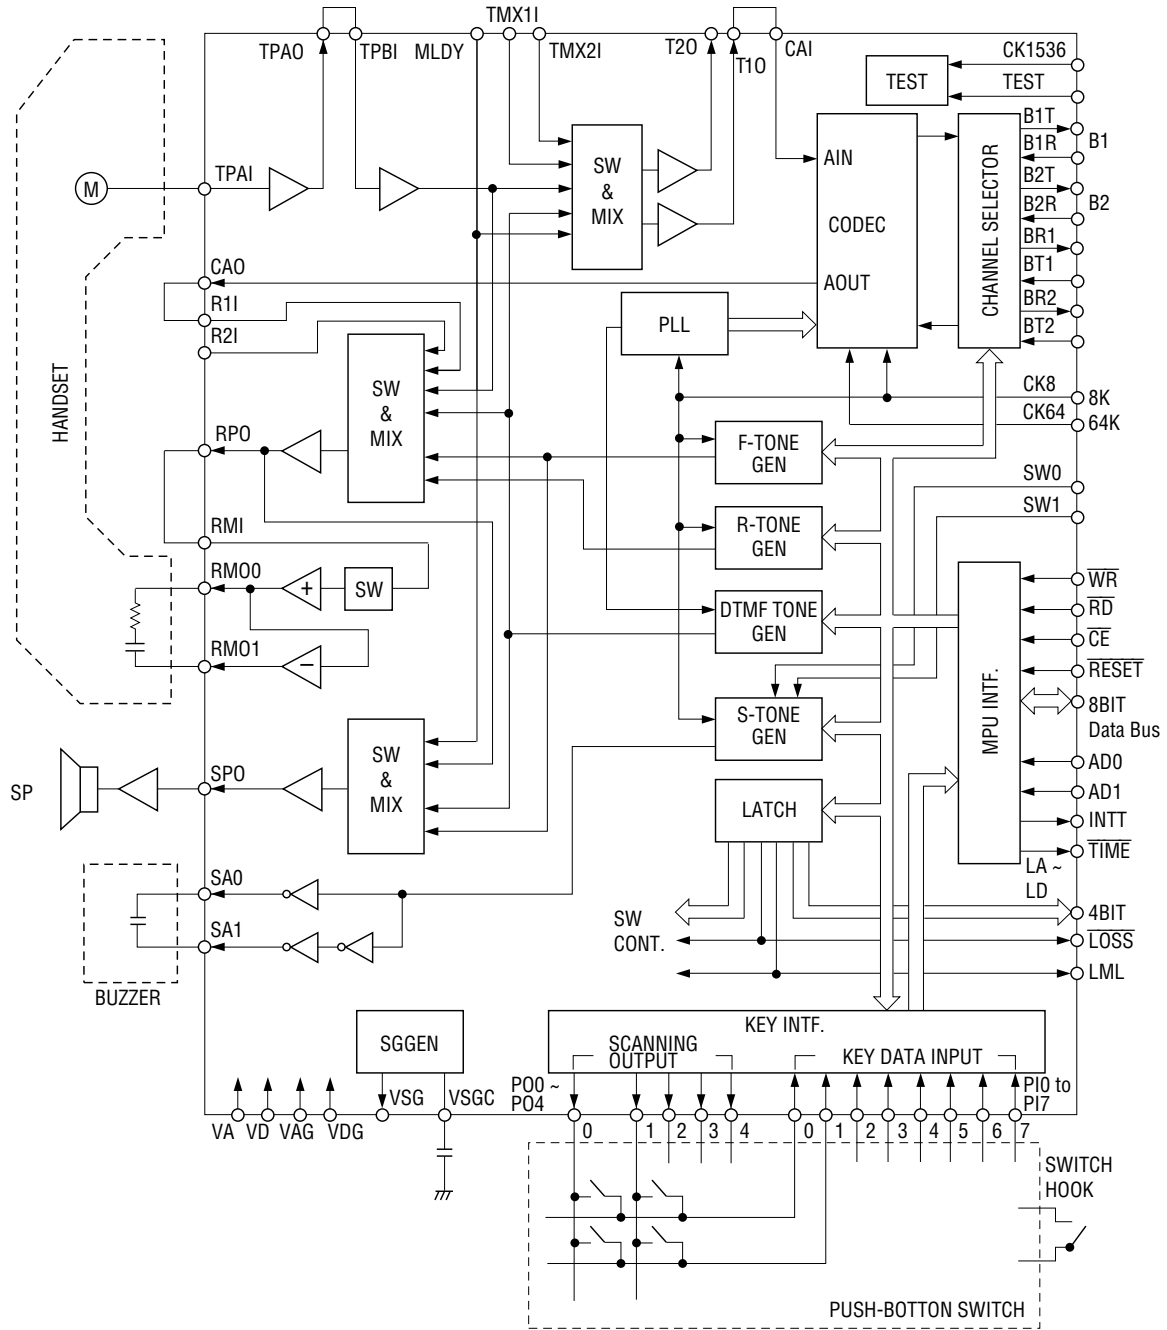 TMX1I
TPAO
TPBI
MLDY
TMX2I
T2O
T1O
CAI
CK1536
TEST
TEST
B1T
B1R
B1
B2T
B2R
B2
BR1
BT1
BR2
BT2
AIN
CODEC
AOUT
CHANNEL SELECTOR
SW
&
MIX
TPAI
M
CAO
R1I
R2I
HANDSET
PLL
SW
&
MIX
CK8
8K
CK64
64K
RPO
F-TONE
GEN
SW0
SW1
RMI
R-TONE
GEN
RMO0
+
SW
DTMF TONE
GEN
WR
RD
CE
RESET
8BIT
Data Bus
MPU INTF.
RMO1
−
S-TONE
GEN
SW
&
MIX
SP
SPO
AD0
AD1
INTT
TIME
LATCH
LA ~
LD
SA0
SW
CONT.
4BIT
LOSS
LML
SA1
BUZZER
SGGEN
KEY INTF.
SCANNING
OUTPUT
KEY DATA INPUT
PO0 ~
PO4
PI0 to
PI7
VSG
VSGC
VA
VD
VAG
VDG
0
1
2
3
4
0
1
2
3
4
5
6
7
SWITCH
HOOK
PUSH-BOTTON SWITCH